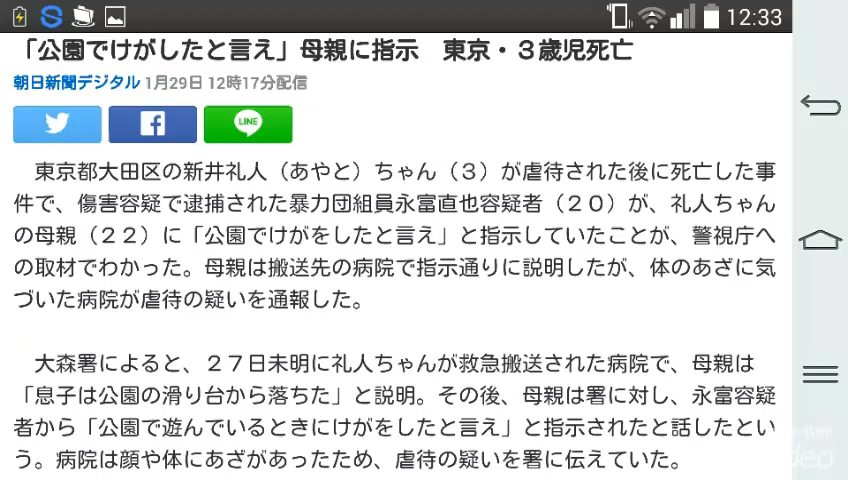 12:33
「公園でけがしたと言え」母親に指示　東京・３歳児死亡
朝日新聞デジタル 1月29日 12時17分配信
LINE
　東京都大田区の新井礼人（あやと）ちゃん（３）が虐待された後に死亡した事
件で、傷害容疑で逮捕された暴力団組員永富直也容疑者（２０）が、礼人ちゃん
の母親（２２）に「公園でけがをしたと言え」と指示していたことが、警視庁へ
の取材でわかった。母親は搬送先の病院で指示通りに説明したが、体のあざに気
づいた病院が虐待の疑いを通報した。
　大森署によると、２７日未明に礼人ちゃんが救急搬送された病院で、母親は
「息子は公園の滑り台から落ちた」と説明。その後、母親は署に対し、永富容疑
者から「公園で遊んでいるときにけがをしたと言え」と指示されたと話したとい
う。病院は顔や体にあざがあったため、虐待の疑いを署に伝えていた。